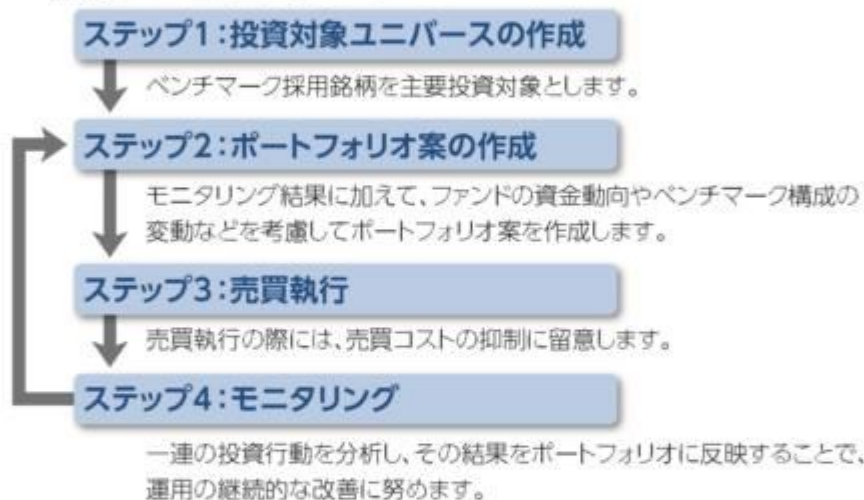 ステップ1：投資対象ユニバースの作成
ベンチマーク採用銘柄を主要投資対象とします。
ステップ2：ポートフォリオ案の作成
モニタリング結果に加えて、ファンドの資金動向やベンチマーク構成の
変動などを考慮してポートフォリオ案を作成します。
ステップ3：売買執行
売買執行の際には、売買コストの抑制に留意します。
ステップ4：モニタリング
一連の投資行動を分析し、その結果をポートフォリオに反映することで、
運用の継続的な改善に努めます。